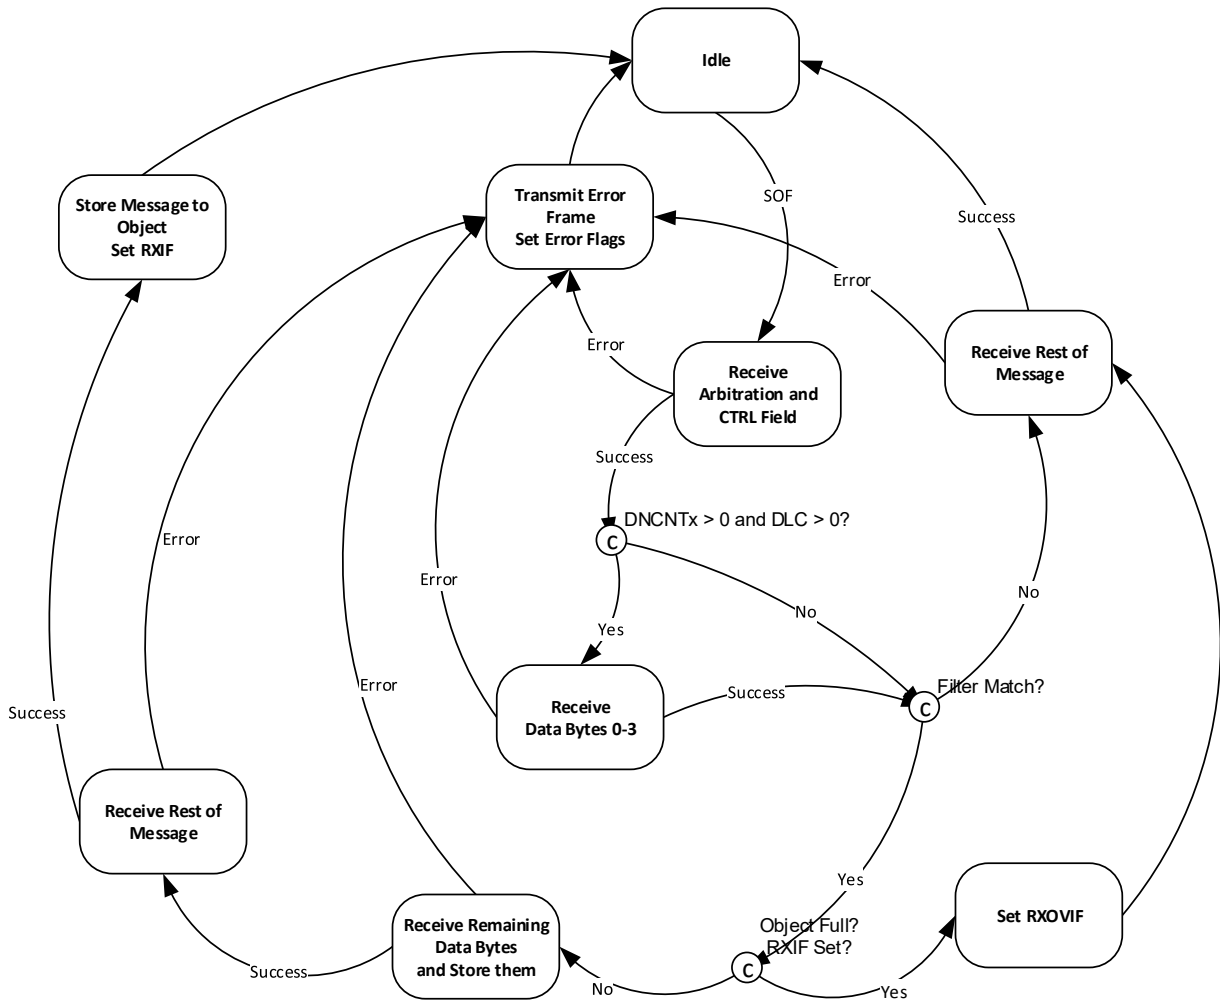 Idle
Store Message to
Object
Set RXIF
Transmit Error
Frame
Set Error Flags
SOF
Success
Error
Error
Receive
Arbitration and
CTRL Field
Receive Rest of
Message
Success
DNCNTx > 0 and DLC > 0?
C
Error
Error
Yes
No
No
Receive
Data Bytes 0-3
Success
Filter Match?
C
Error
Success
Receive Rest of
Message
Yes
Receive Remaining
Data Bytes
and Store them
Object Full?
RXIF Set?
C
Set RXOVIF
Success
No
Yes